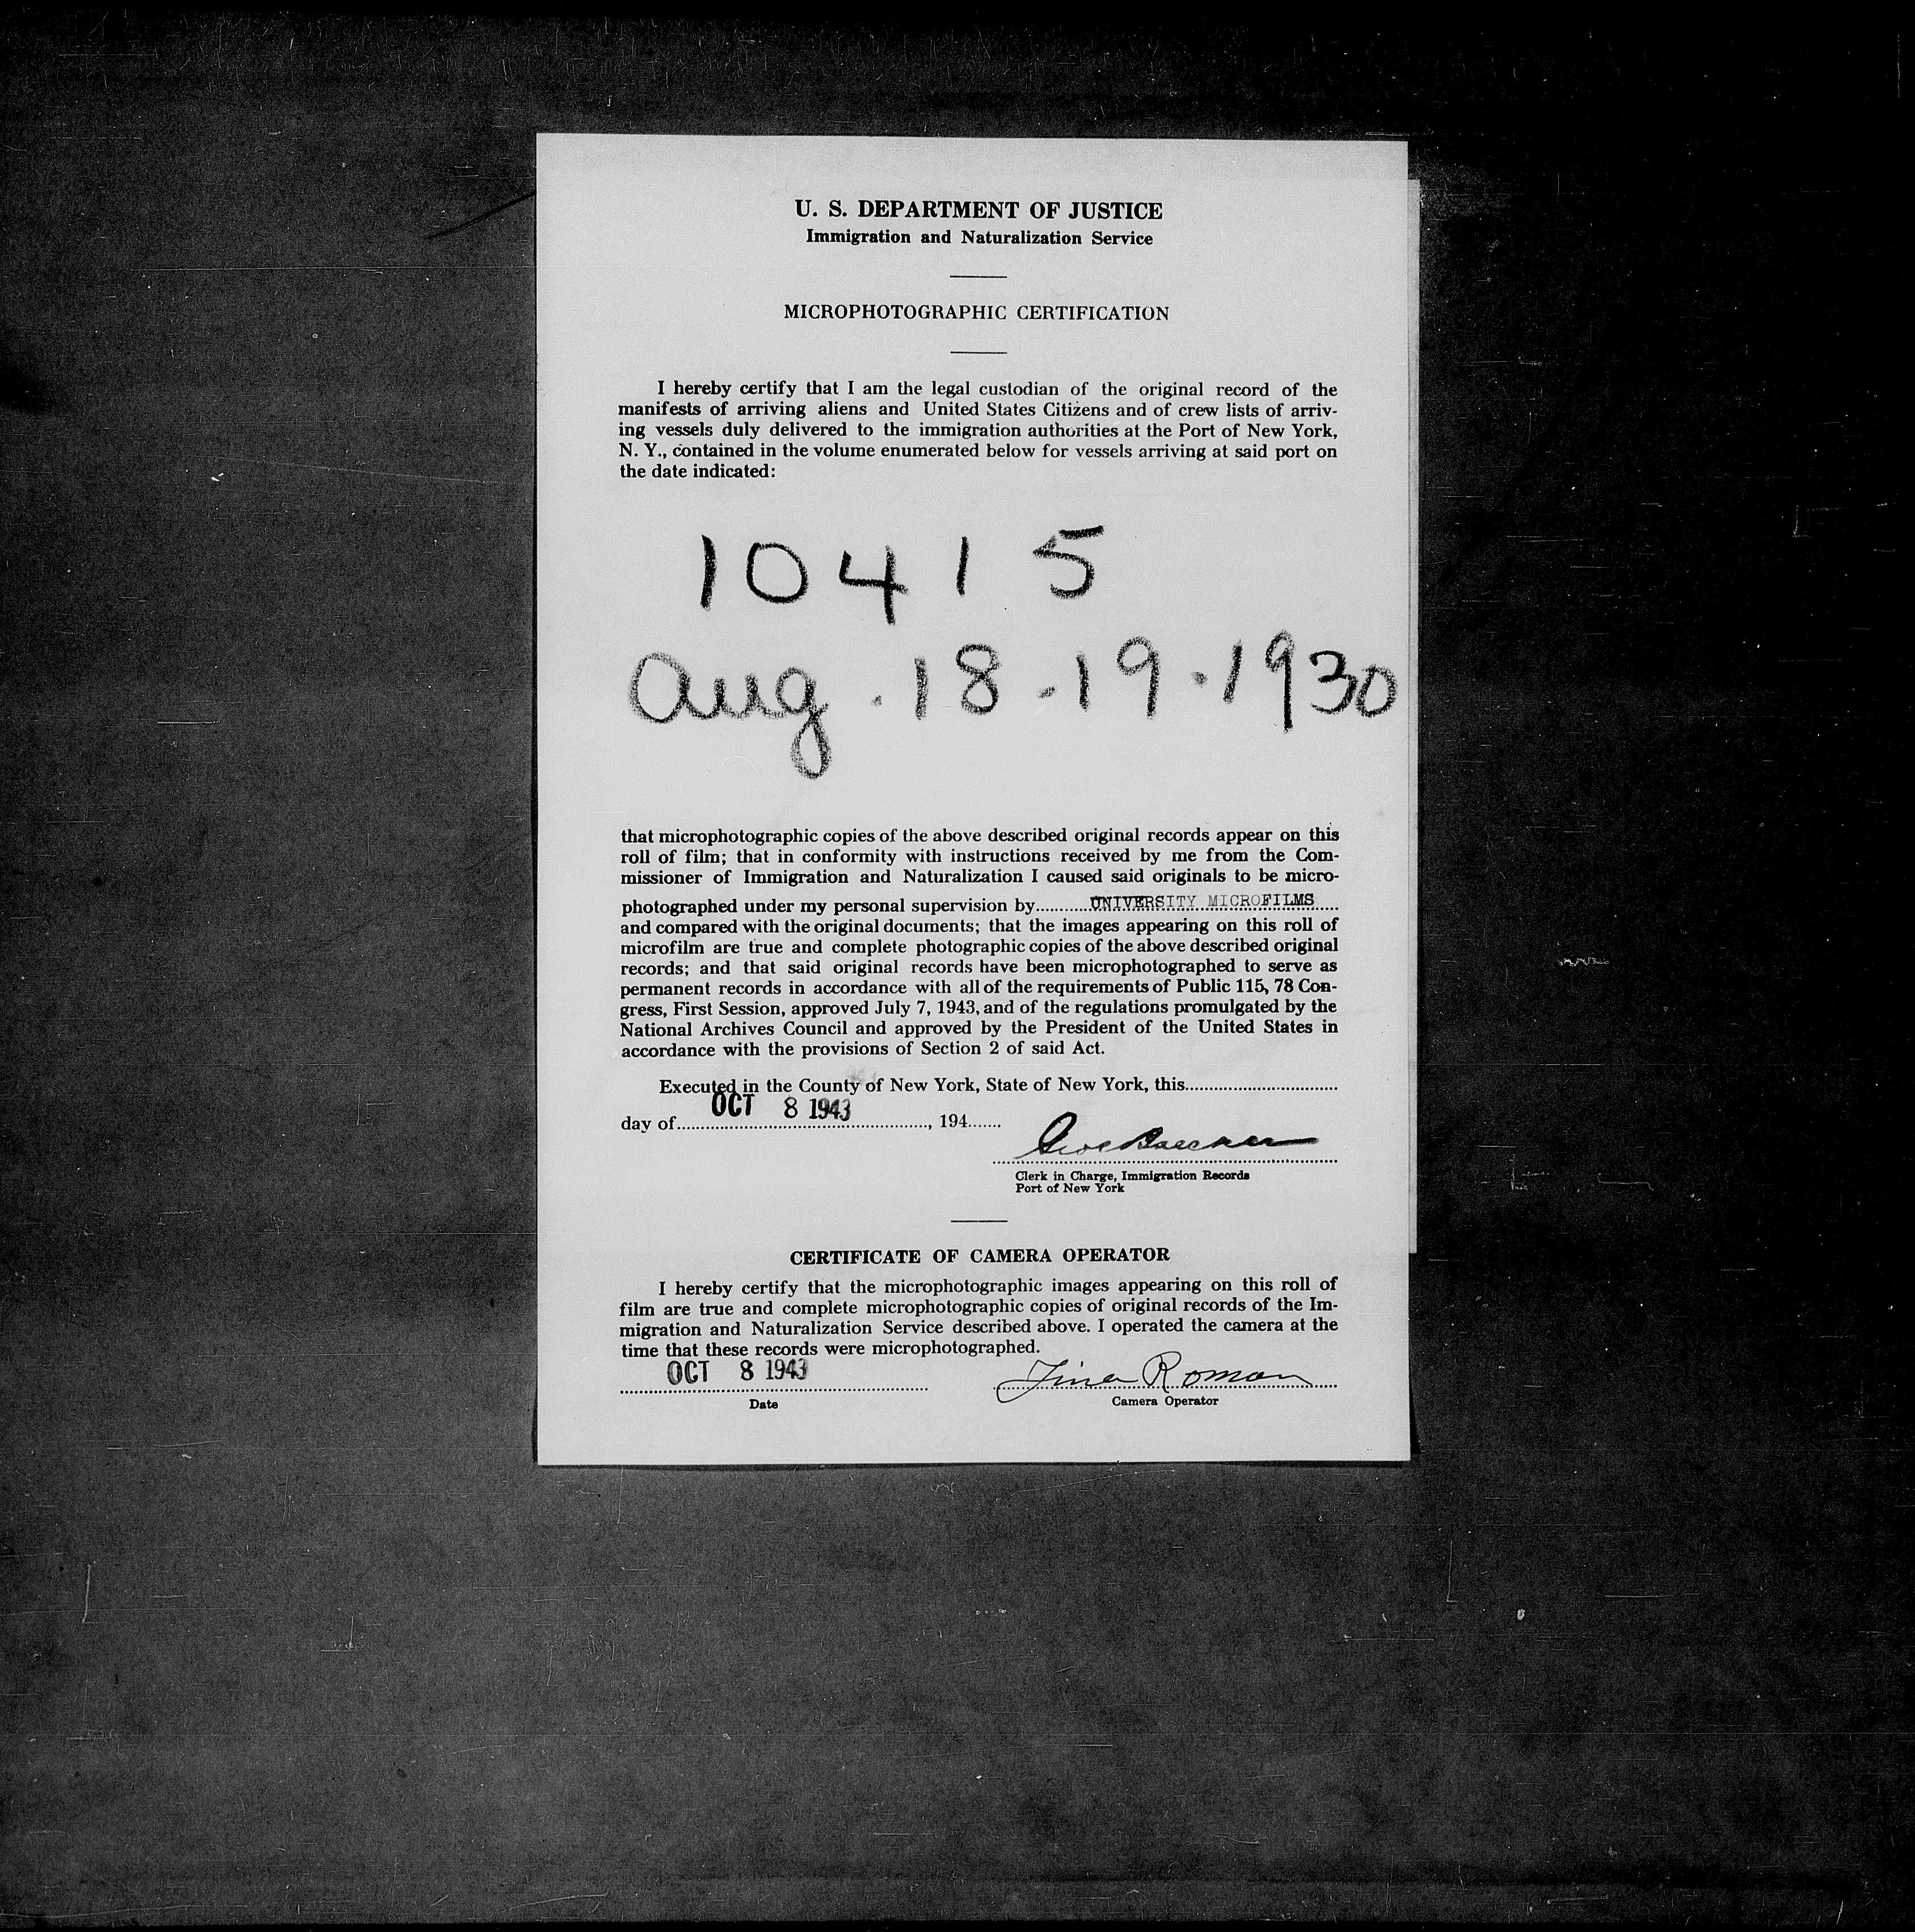 U. S. DEPARTMENT OF JUSTICE
Immigration and Naturalization Service
MICROPHOTOGRAPHIC CERTIFICATION
I hereby certify that I am the legal custodian of the original record of the
manifests of arriving aliens and United States Citizens and of crew lists of arriv-
ing vessels duly delivered to the immigration authorities at the Port of New York,
N. Y., contained in the volume enumerated below for vessels arriving at said port on
the date indicated:
10415
Aug. 18-19-1930
that microphotographic copies of the above described original records appear on this
roll of film; that in conformity with instructions received by me from the Com-
missioner of Immigration and Naturalization I caused said originals to be micro-
photographed under my personal supervision by UNIVERSITY MICROFILMS
and compared with the original documents; that the images appearing on this roll of
microfilm are true and complete photographic copies of the above described original
records; and that said original records have been microphotographed to serve as
permanent records in accordance with all of the requirements of Public 115, 78 Con-
gress, First Session, approved July 7, 1943, and of the regulations promulgated by the
National Archives Council and approved by the President of the United States in
accordance with the provisions of Section 2 of said Act.
Executed in the County of New York, State of New York, this
OCT 8 1943
day of , 194
Clerk in Charge, Immigration Records
Port of New York
CERTIFICATE OF CAMERA OPERATOR
I hereby certify that the microphotographic images appearing on this roll of
film are true and complete microphotographic copies of original records of the Im-
migration and Naturalization Service described above. I operated the camera at the
time that these records were microphotographed.
OCT 8 1943 Tina Roman
Date Camera Operator